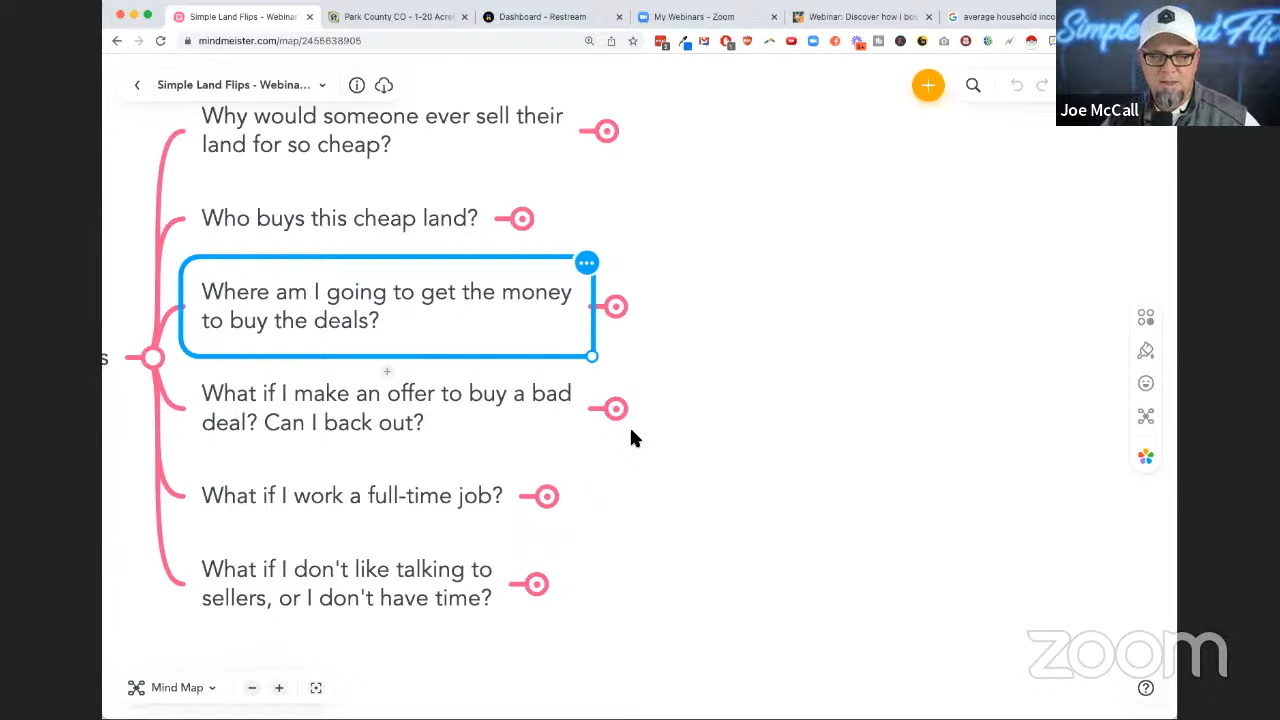 Simple Land Flips - Webinar
Park County CO - 1-20 Acre
Dashboard - Restream
My Webinars - Zoom
Webinar: Discover how I bou
average household inco
mindmeister.com/map/2455638905
Simple Land Flips - Webina...
Joe McCall
Why would someone ever sell their
land for so cheap?
Who buys this cheap land?
Where am I going to get the money
to buy the deals?
What if I make an offer to buy a bad
deal? Can I back out?
s
What if I work a full-time job?
What if I don't like talking to
sellers, or I don't have time?
Mind Map
zoom